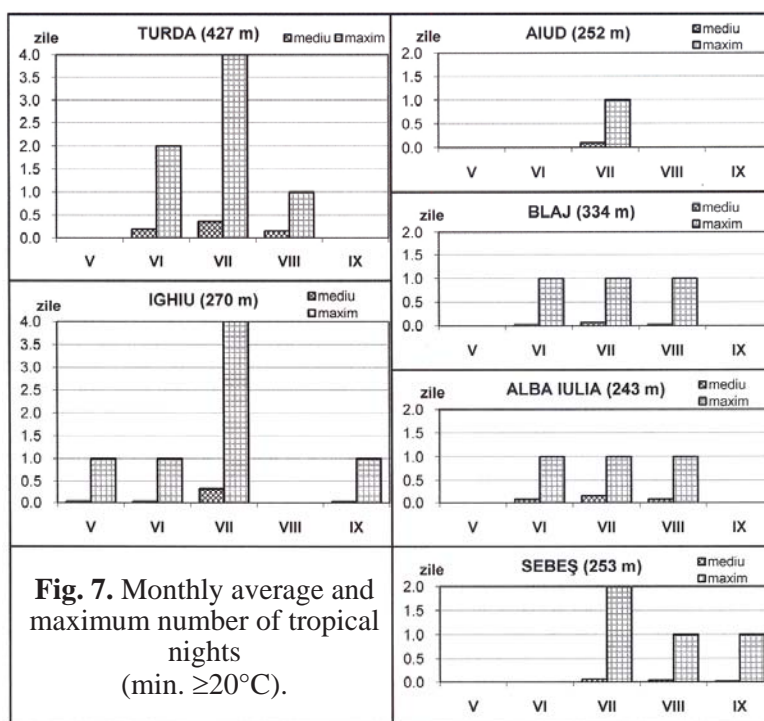 TURDA (427 m)
zile
mediu maxim
4.0
3.5
3.0
2.5
2.0
1.5
1.0
0.5
0.0
V VI VII VIII IX
IGHIU (270 m)
zile
mediu
maxim
4.0
3.5
3.0
2.5
2.0
1.5
1.0
0.5
0.0
V VI VII VIII IX
Fig. 7. Monthly average and
maximum number of tropical
nights
(min. ≥20°C).
AIUD (252 m)
zile
mediu
maxim
2.0
1.5
1.0
0.5
0.0
V VI VII VIII IX
BLAJ (334 m)
zile
mediu
maxim
2.0
1.5
1.0
0.5
0.0
V VI VII VIII IX
ALBA IULIA (243 m)
zile
mediu
maxim
2.0
1.5
1.0
0.5
0.0
V VI VII VIII IX
SEBEŞ (253 m)
zile
mediu
maxim
2.0
1.5
1.0
0.5
0.0
V VI VII VIII IX